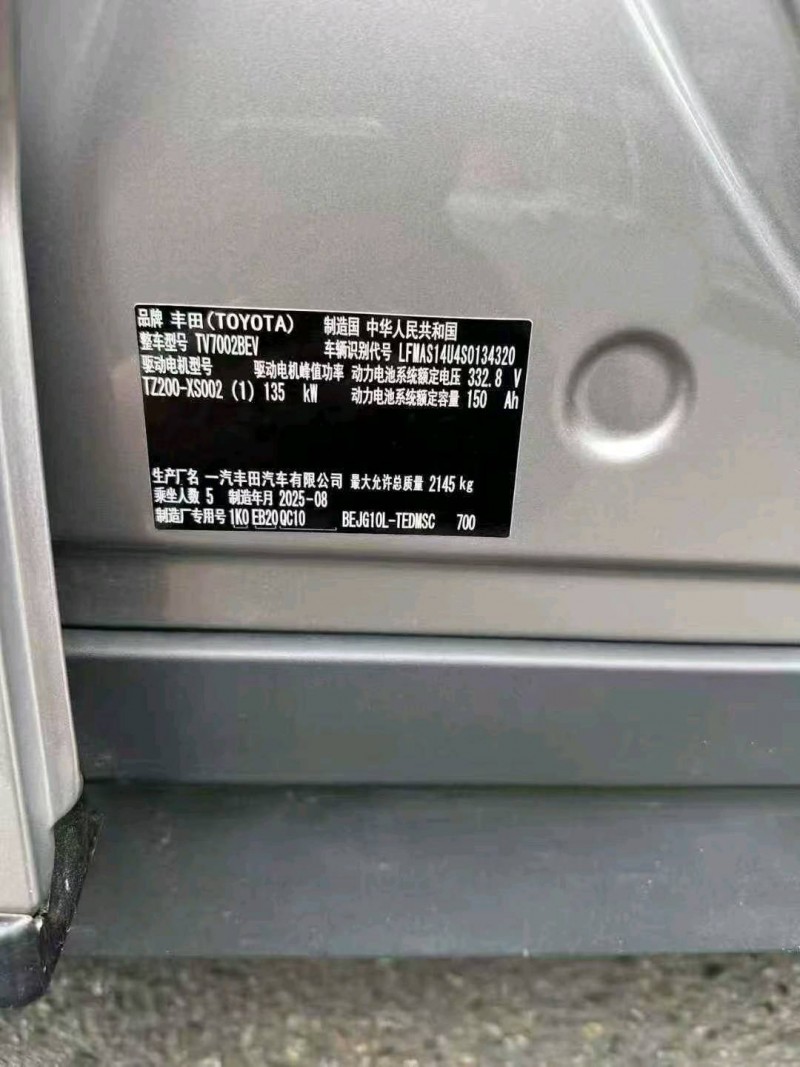 品牌 丰田(TOYOTA) 制造国 中华人民共和国
整车型号 TV7002BEV 车辆识别代号 LFMAS14U4S0134320
驱动电机型号 驱动电机峰值功率 动力电池系统额定电压 332.8 V
TZ200-XS002 (1) 135 kW 动力电池系统额定容量 150 Ah
生产厂名 一汽丰田汽车有限公司 最大允许总质量 2145 kg
乘坐人数 5 制造年月 2025-08
制造厂专用号 1K0 EB20 QC10 BEJG10L-TEDMSC 700